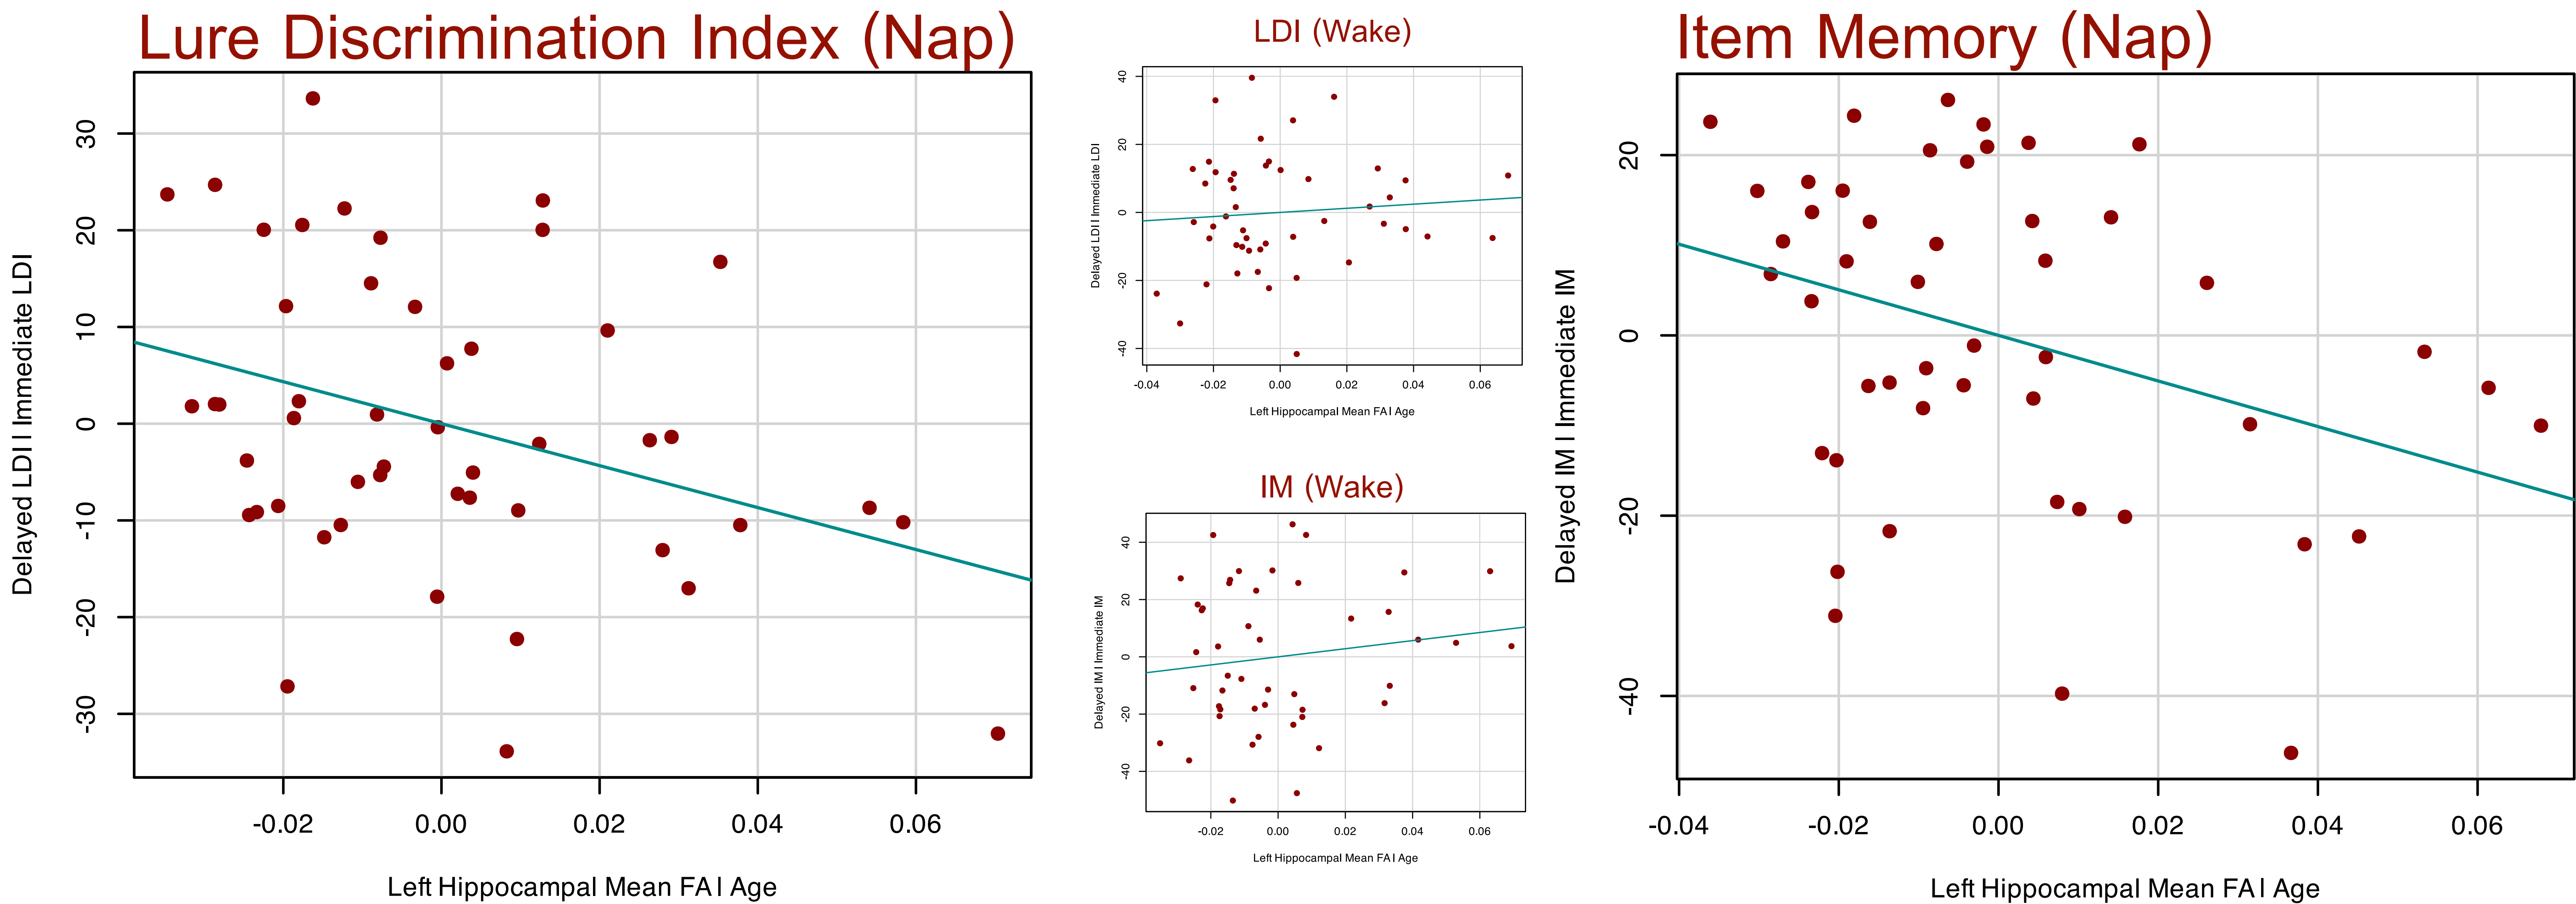 Lure Discrimination Index (Nap)
Delayed LDI I Immediate LDI
30
20
10
0
-10
-20
-30
-0.02 0.00 0.02 0.04 0.06
Left Hippocampal Mean FA I Age
LDI (Wake)
Delayed LDI I Immediate LDI
40
20
0
-20
-40
-0.04 -0.02 0.00 0.02 0.04 0.06
Left Hippocampal Mean FA I Age
IM (Wake)
Delayed IM I Immediate IM
40
20
0
-20
-40
-0.02 0.00 0.02 0.04 0.06
Left Hippocampal Mean FA I Age
Item Memory (Nap)
Delayed IM I Immediate IM
20
0
-20
-40
-0.04 -0.02 0.00 0.02 0.04 0.06
Left Hippocampal Mean FA I Age